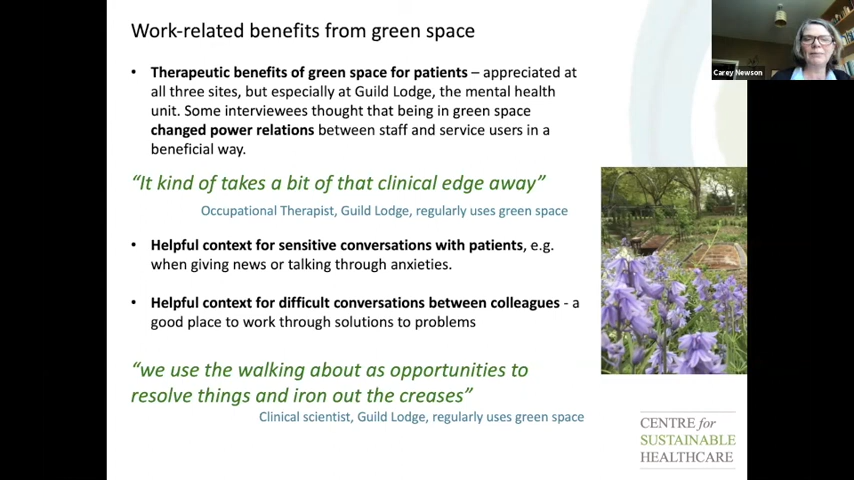 Work-related benefits from green space
Carey Newson
• Therapeutic benefits of green space for patients – appreciated at
all three sites, but especially at Guild Lodge, the mental health
unit. Some interviewees thought that being in green space
changed power relations between staff and service users in a
beneficial way.
“It kind of takes a bit of that clinical edge away”
Occupational Therapist, Guild Lodge, regularly uses green space
• Helpful context for sensitive conversations with patients, e.g.
when giving news or talking through anxieties.
• Helpful context for difficult conversations between colleagues - a
good place to work through solutions to problems
“we use the walking about as opportunities to
resolve things and iron out the creases”
Clinical scientist, Guild Lodge, regularly uses green space
CENTRE for
SUSTAINABLE
HEALTHCARE